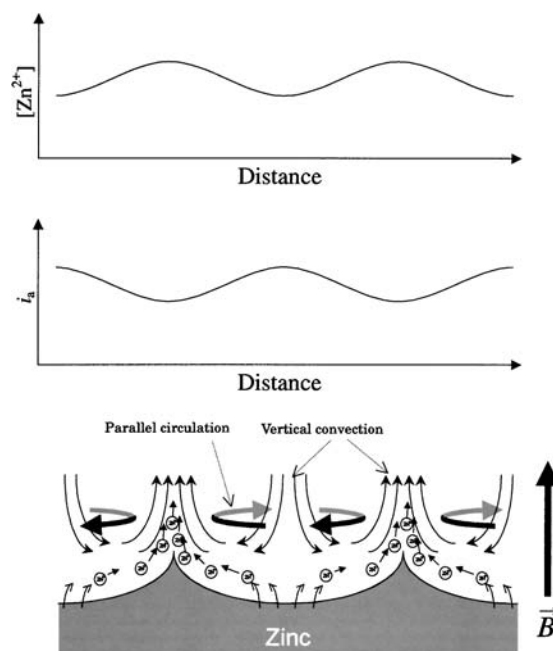 [Zn²⁺]
Distance
iₐ
Distance
Parallel circulation
Vertical convection
B⃗
Zinc